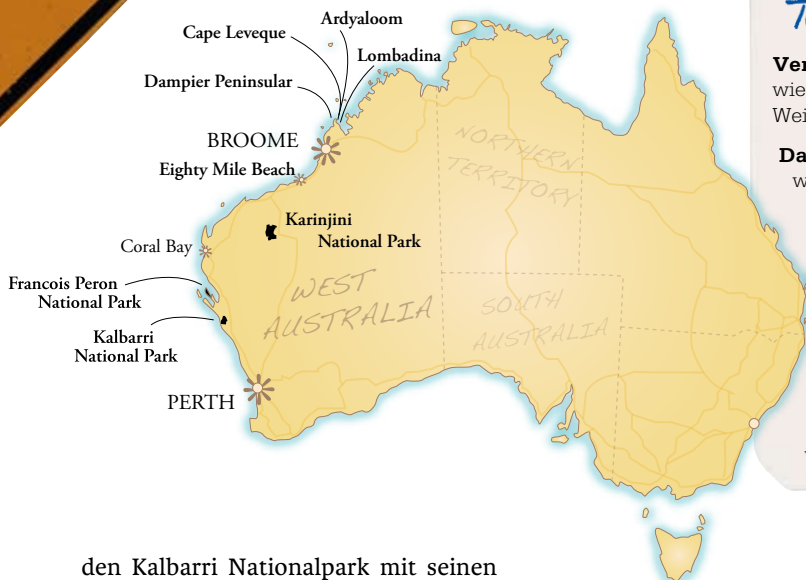 Ardyaloom
Cape Leveque
Lombadina
Dampier Peninsular
BROOME
Eighty Mile Beach
Karinjini
National Park
Coral Bay
Francois Peron
National Park
Kalbarri
National Park
PERTH
NORTHERN
TERRITORY
WEST
AUSTRALIA
SOUTH
AUSTRALIA
Ver
wie
Wei
Da
w
den Kalbarri Nationalpark mit seinen